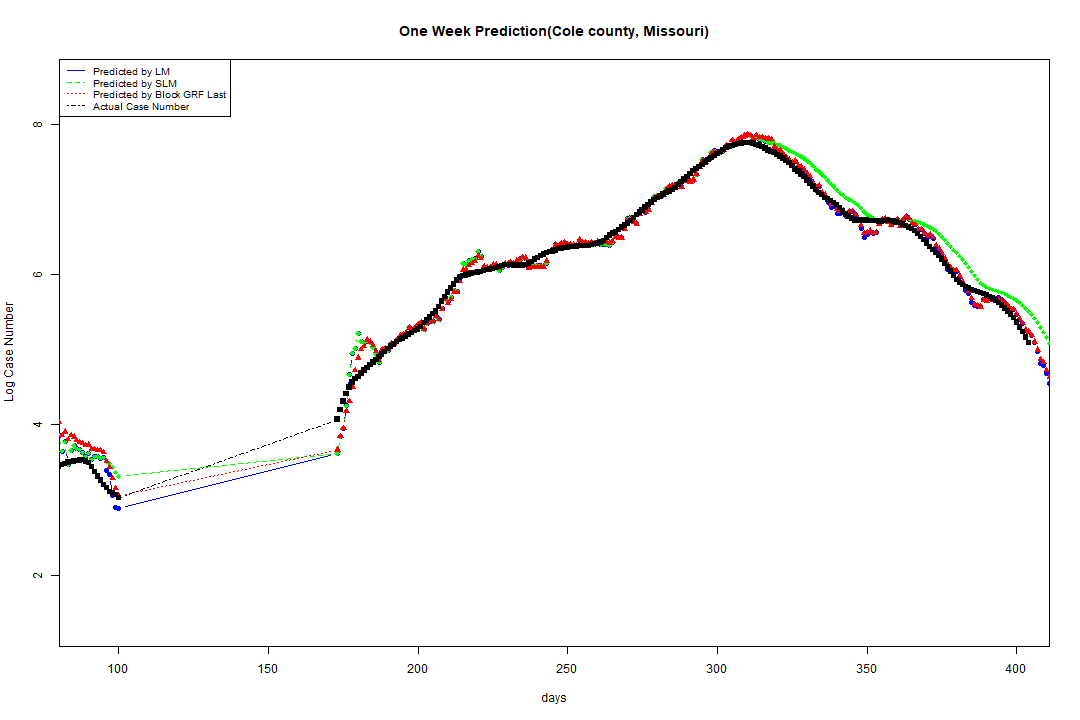 One Week Prediction(Cole county, Missouri)
Predicted by LM
Predicted by SLM
Predicted by Block GRF Last
Actual Case Number
8
6
4
2
Log Case Number
100 150 200 250 300 350 400
days